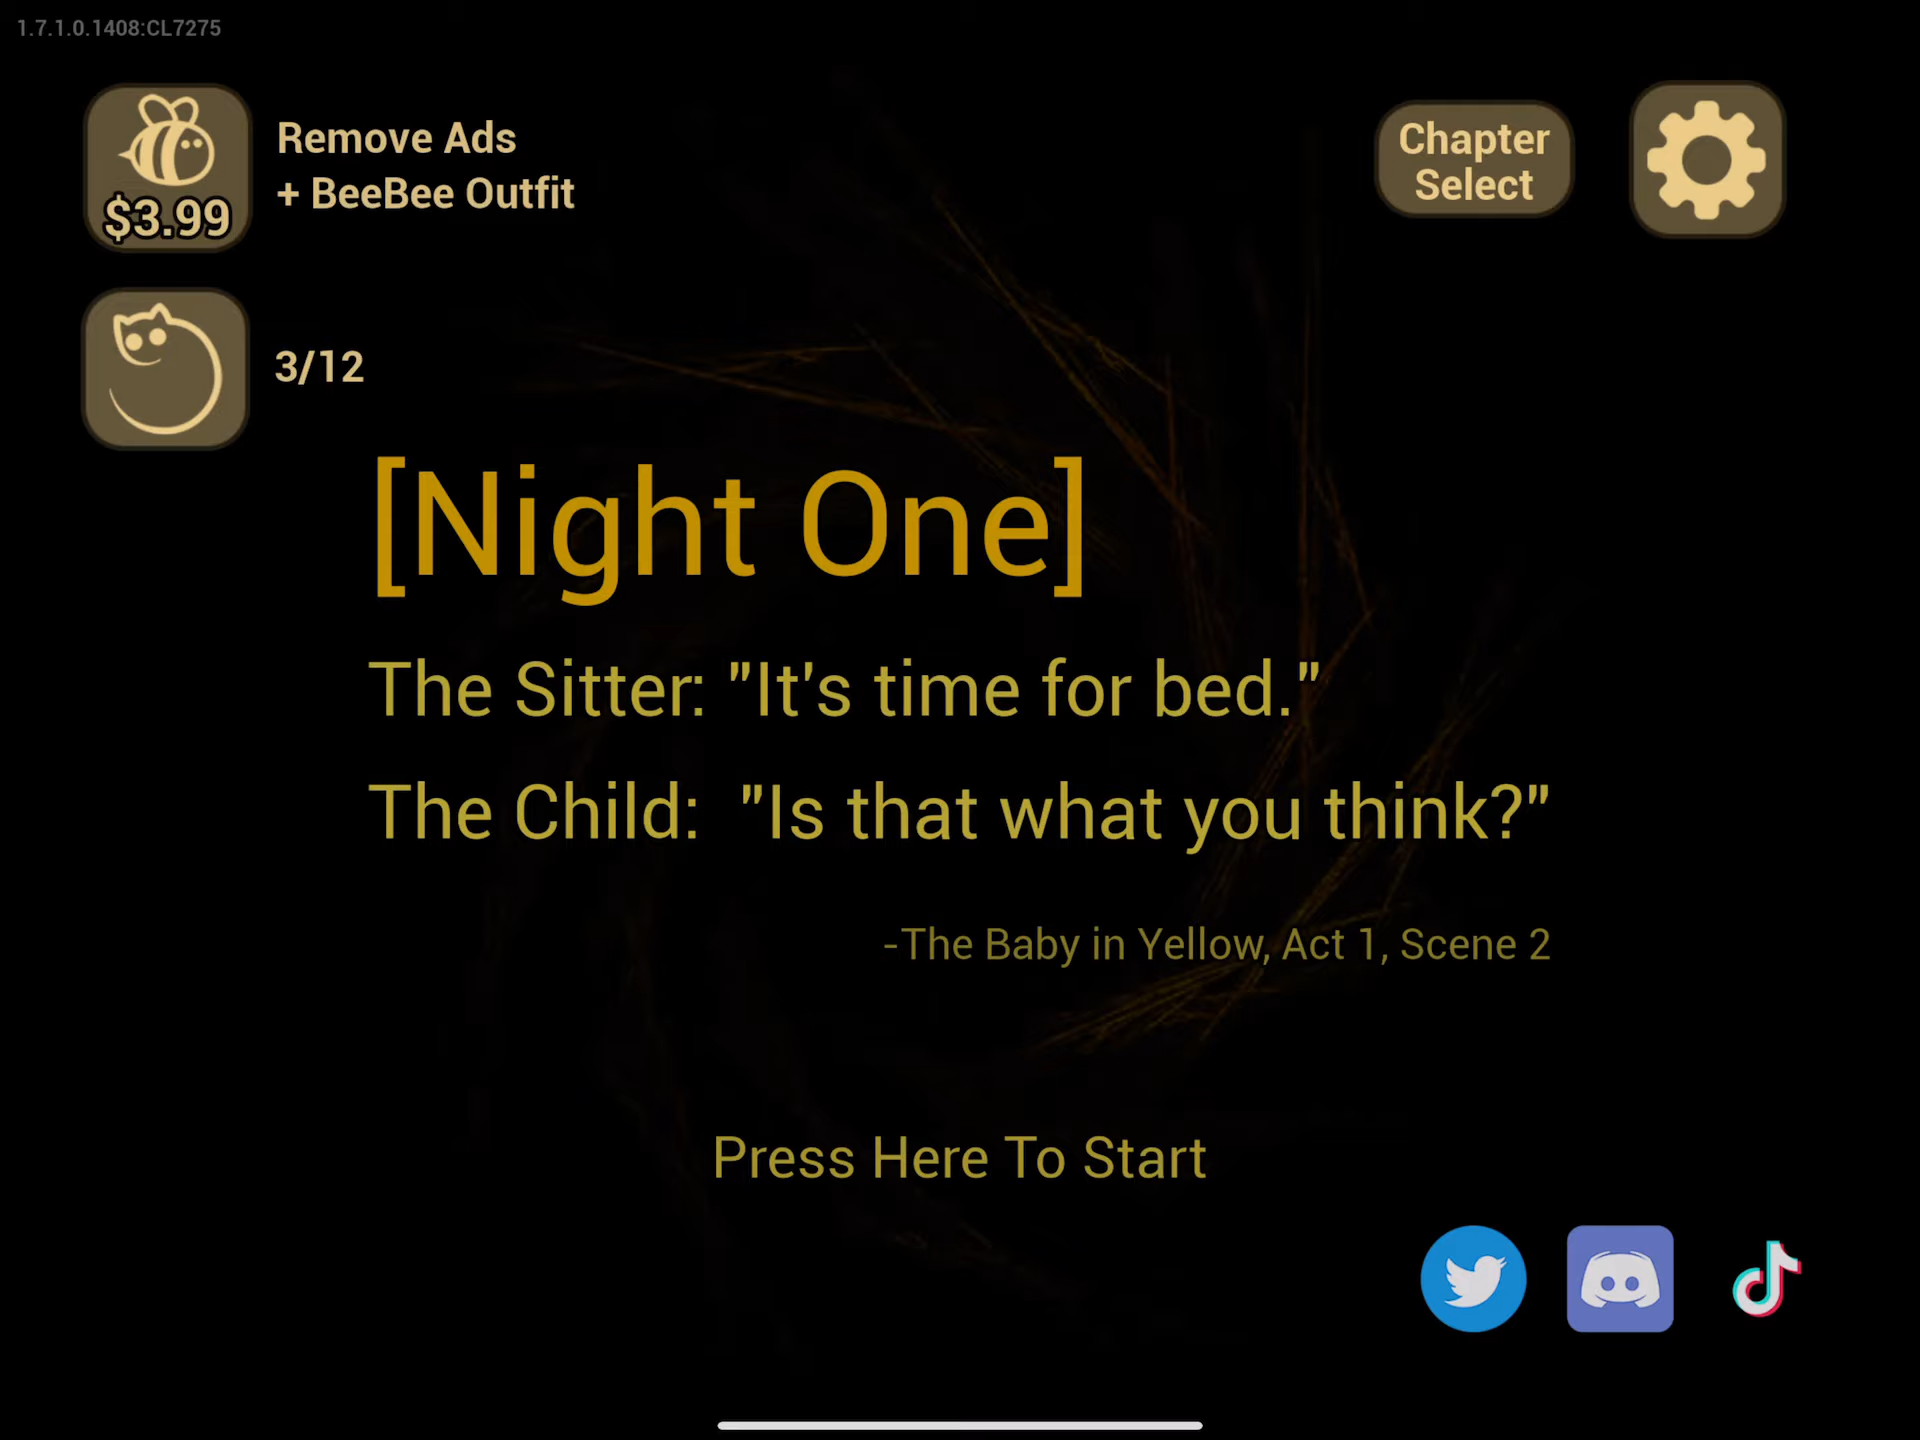 1.7.1.0.1408:CL7275
Remove Ads
+ BeeBee Outfit
$3.99
Chapter
Select
3/12
[Night One]
The Sitter: "It's time for bed."
The Child:  "Is that what you think?"
-The Baby in Yellow, Act 1, Scene 2
Press Here To Start